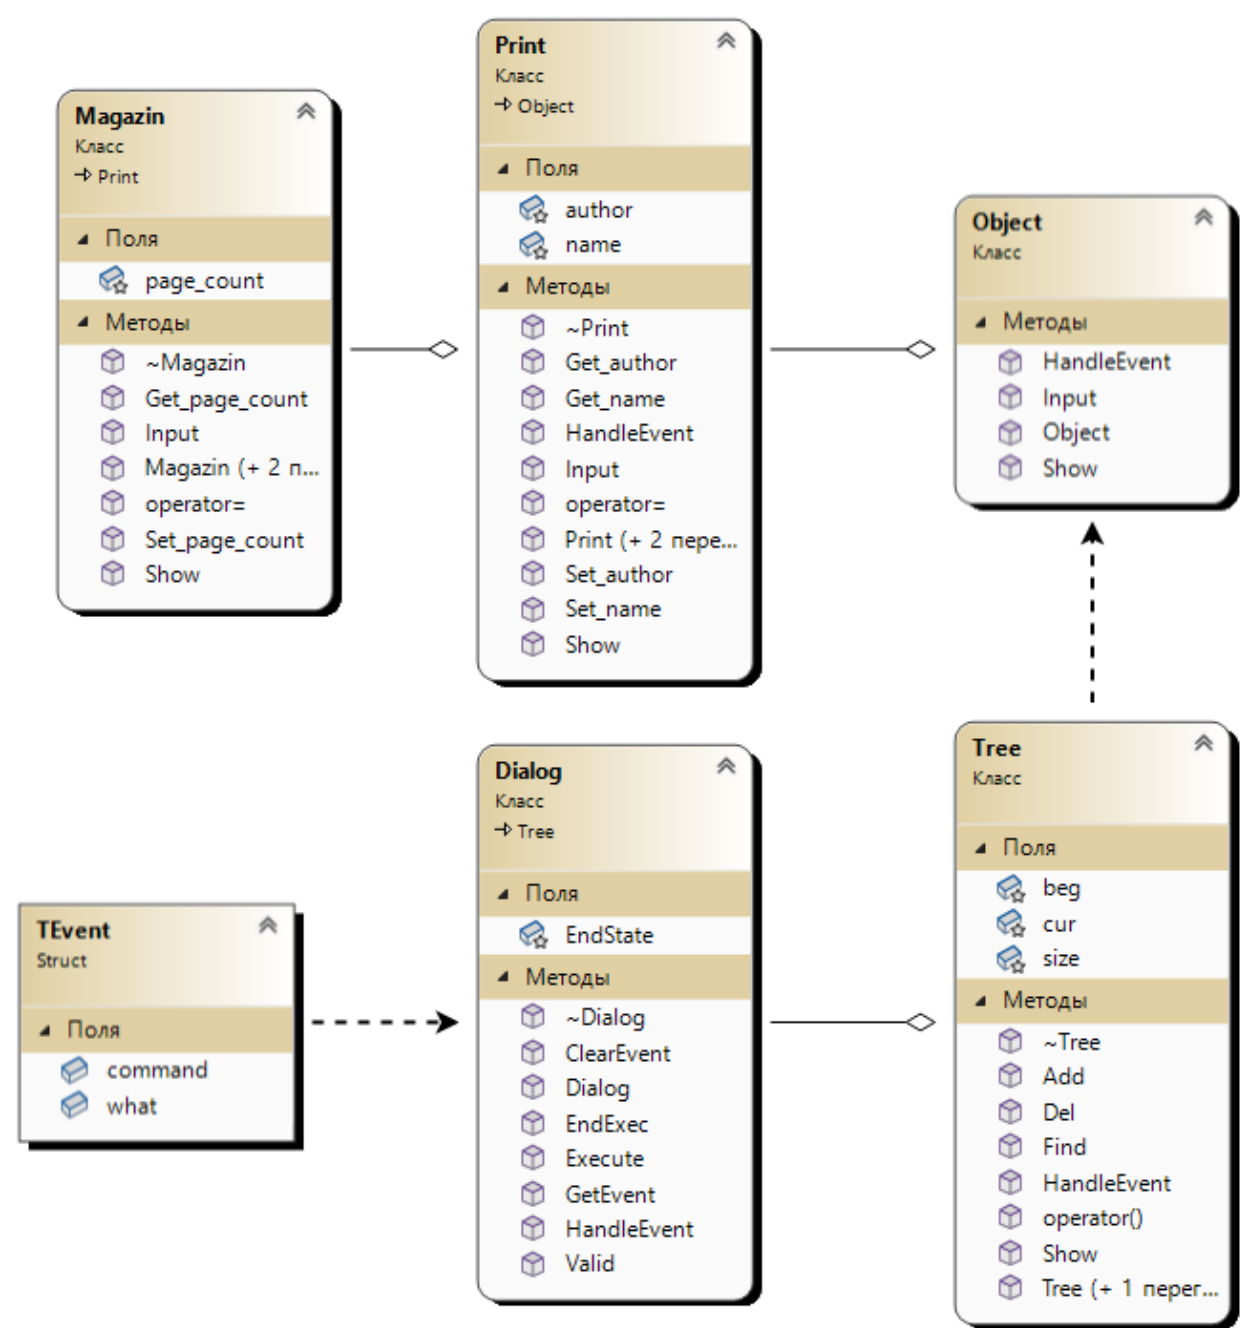 Magazin
Класс
Print
Поля
page_count
Методы
~Magazin
Get_page_count
Input
Magazin (+ 2 п...
operator=
Set_page_count
Show
Print
Класс
Object
Поля
author
name
Методы
~Print
Get_author
Get_name
HandleEvent
Input
operator=
Print (+ 2 пере...
Set_author
Set_name
Show
Object
Класс
Методы
HandleEvent
Input
Object
Show
TEvent
Struct
Поля
command
what
Dialog
Класс
Tree
Поля
EndState
Методы
~Dialog
ClearEvent
Dialog
EndExec
Execute
GetEvent
HandleEvent
Valid
Tree
Класс
Поля
beg
cur
size
Методы
~Tree
Add
Del
Find
HandleEvent
operator()
Show
Tree (+ 1 перег...